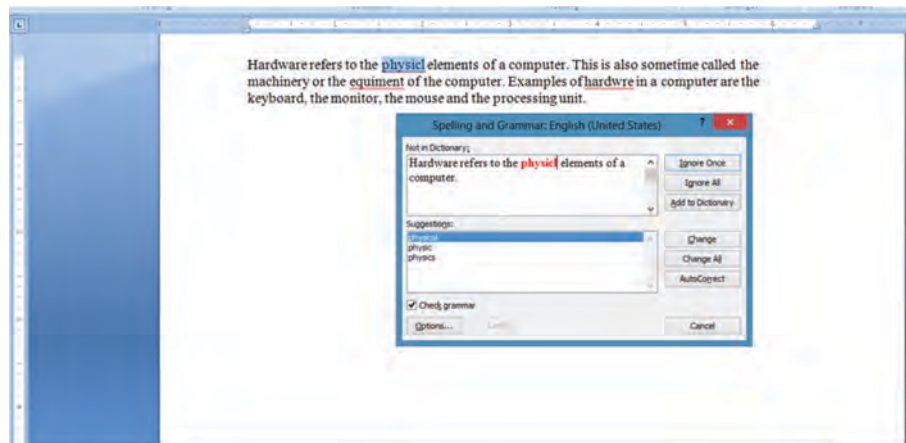 Hardware refers to the physicl elements of a computer. This is also sometime called the
machinery or the equiment of the computer. Examples of hardwre in a computer are the
keyboard, the monitor, the mouse and the processing unit.
Spelling and Grammar: English (United States)
?
Not in Dictionary:
Hardware refers to the physicl elements of a
computer.
Ignore Once
Ignore All
Add to Dictionary
Suggestions:
physical
physic
physics
Change
Change All
AutoCorrect
Check grammar
Options...
Undo
Cancel